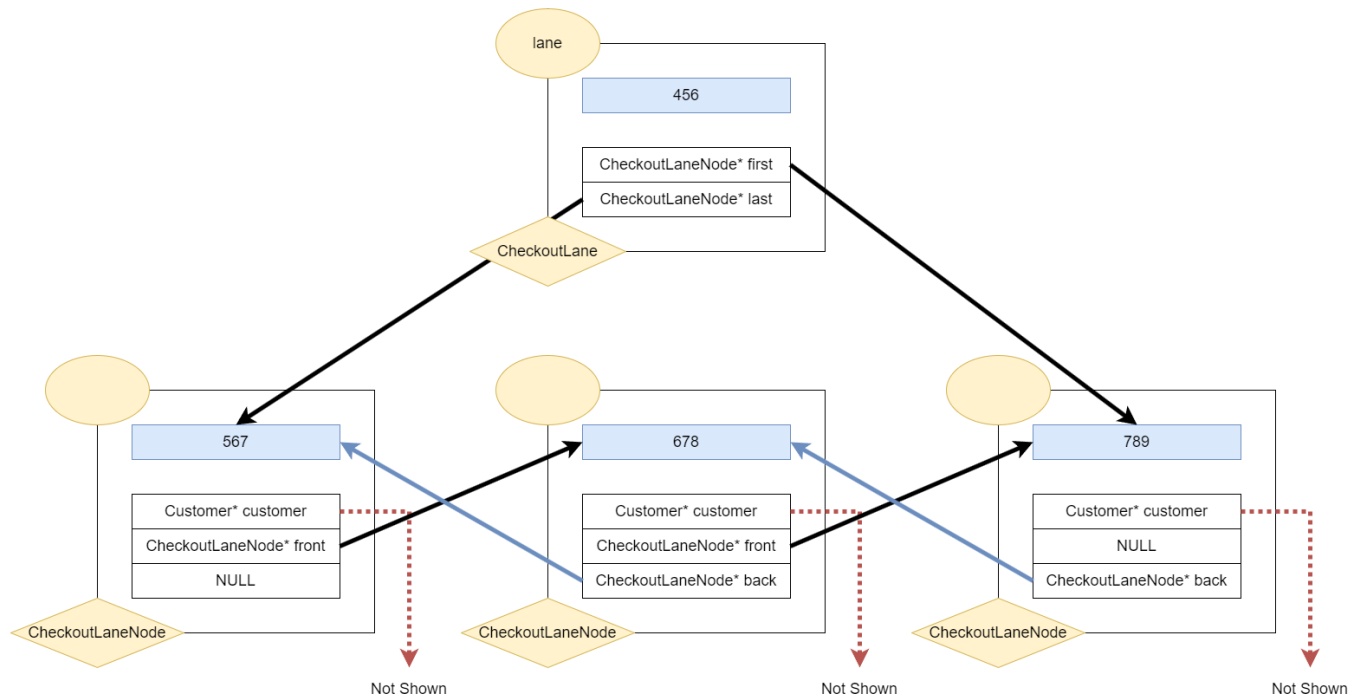 lane
456
CheckoutLaneNode* first
CheckoutLaneNode* last
CheckoutLane
567
678
789
Customer* customer
Customer* customer
Customer* customer
CheckoutLaneNode* front
CheckoutLaneNode* front
NULL
NULL
CheckoutLaneNode* back
CheckoutLaneNode* back
CheckoutLaneNode
CheckoutLaneNode
CheckoutLaneNode
Not Shown
Not Shown
Not Shown